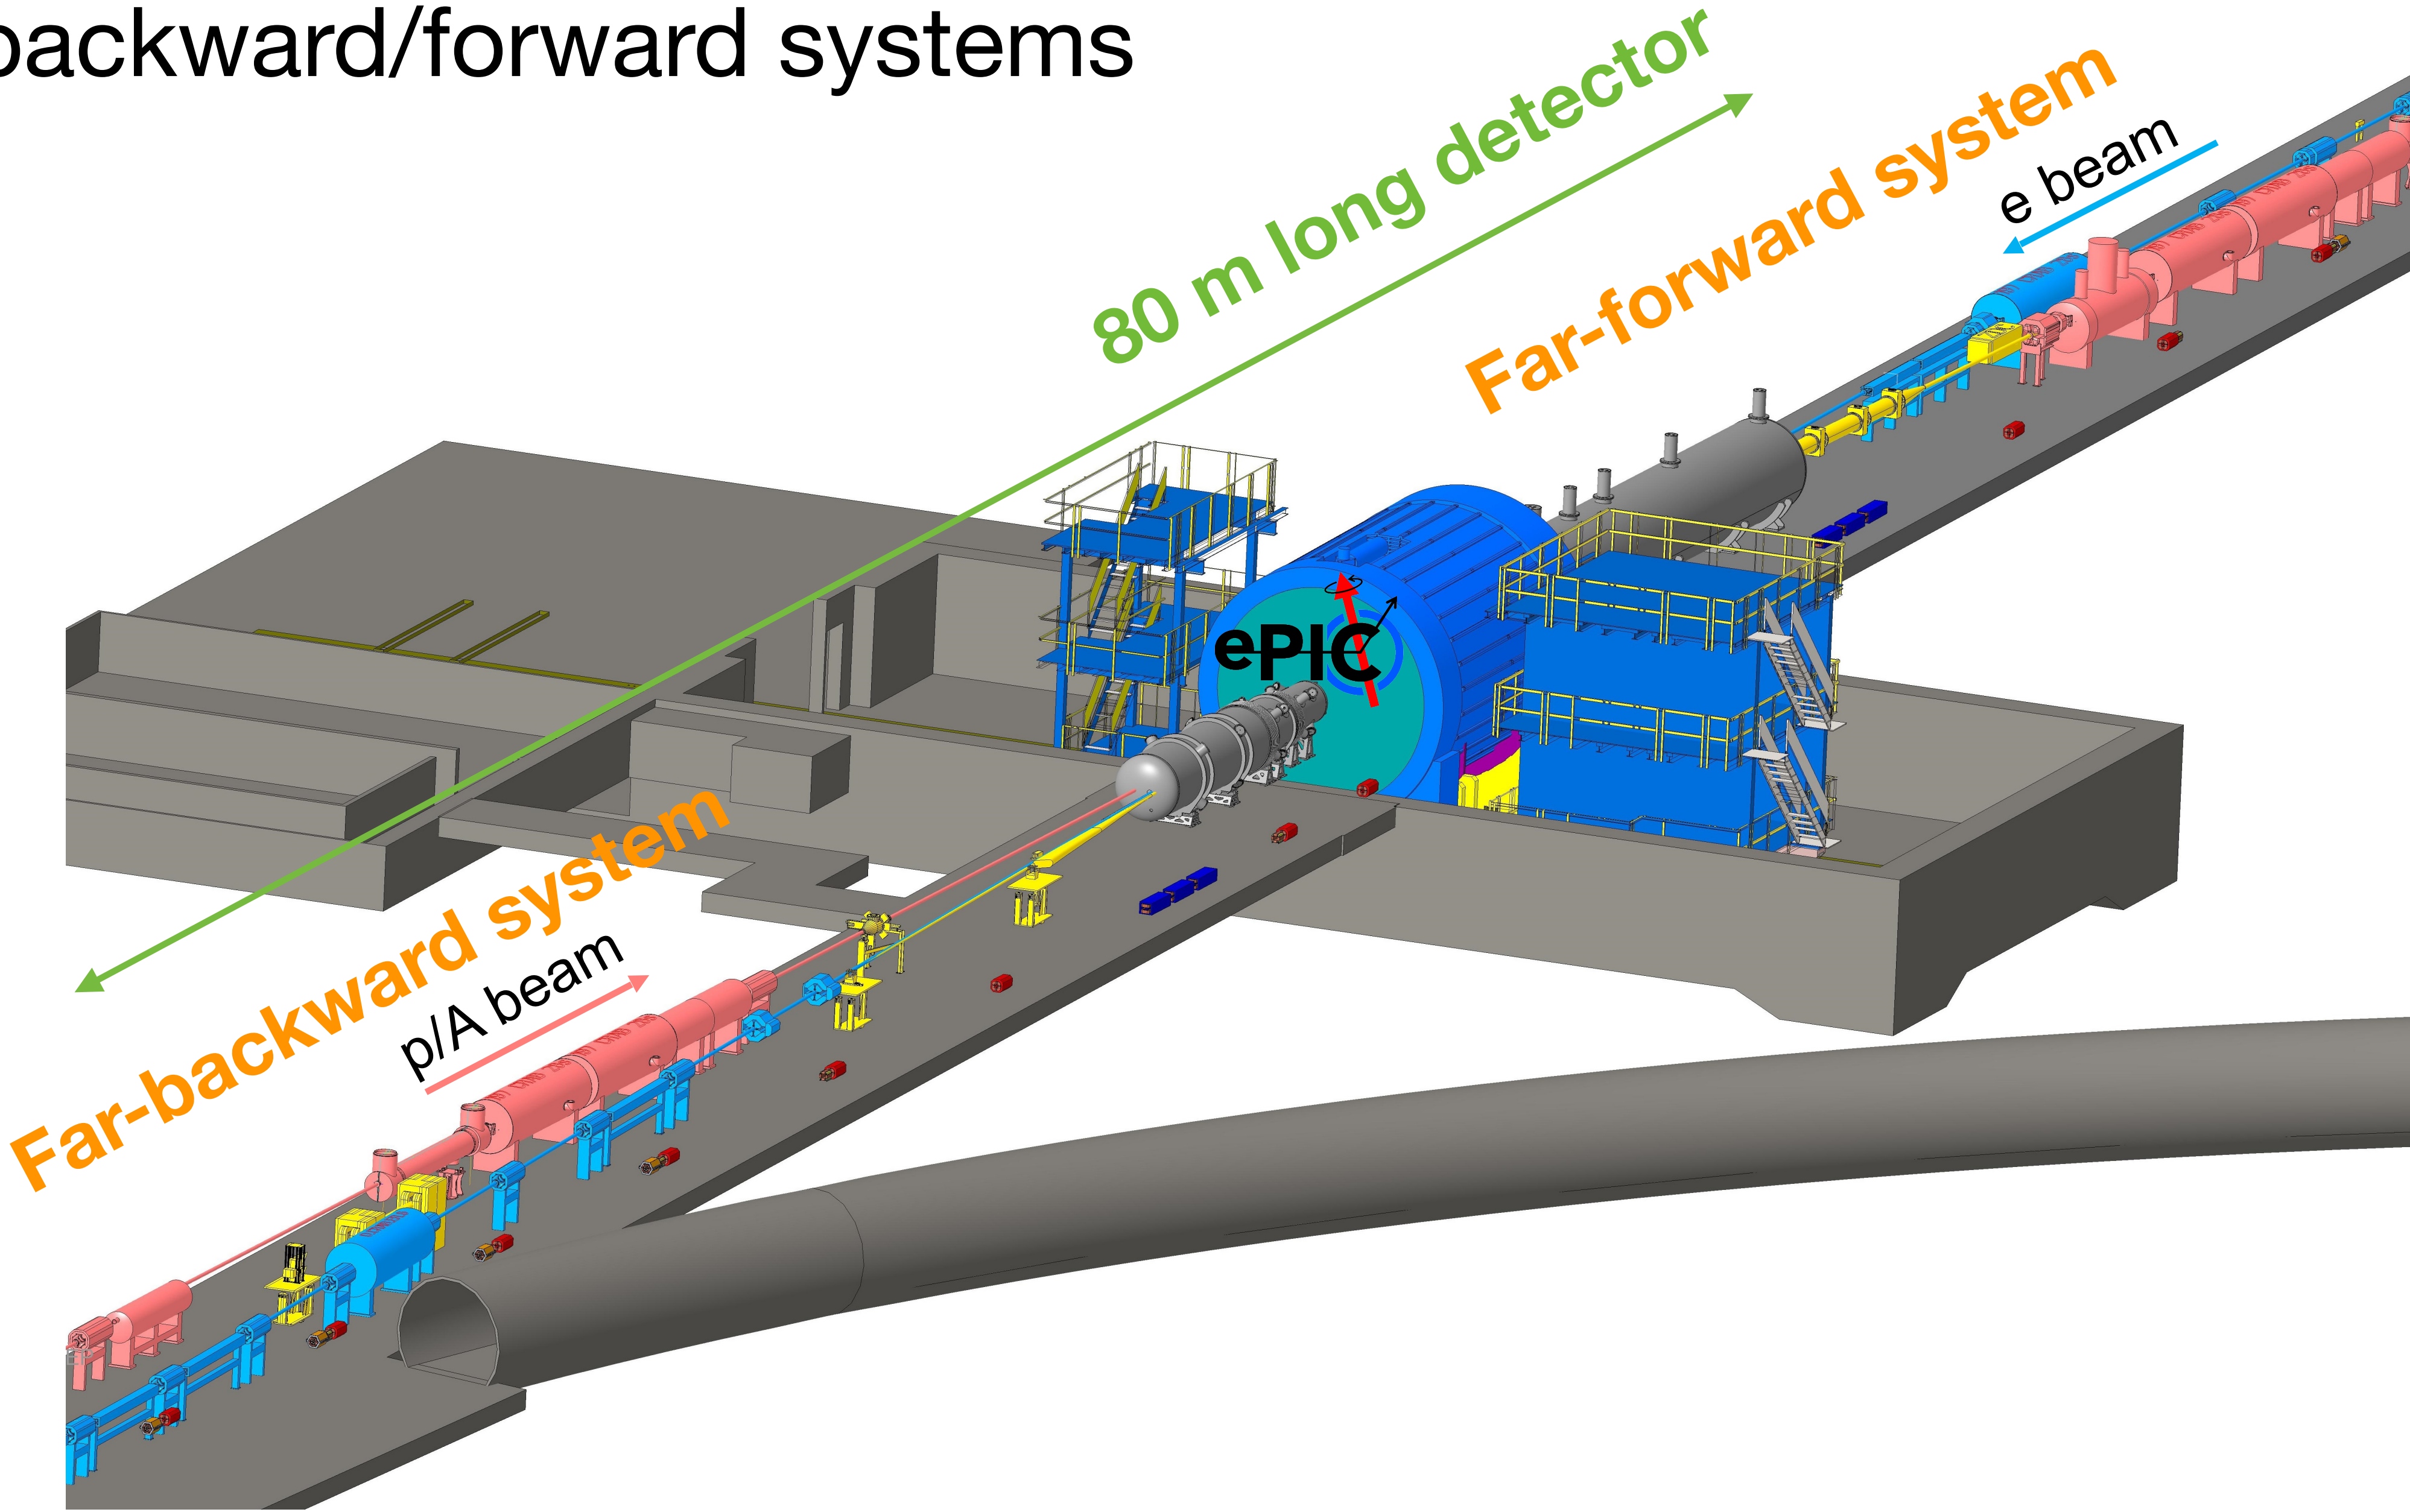 backward/forward systems
80 m long detector
Far-forward system
e beam
ePIC
Far-backward system
p/A beam